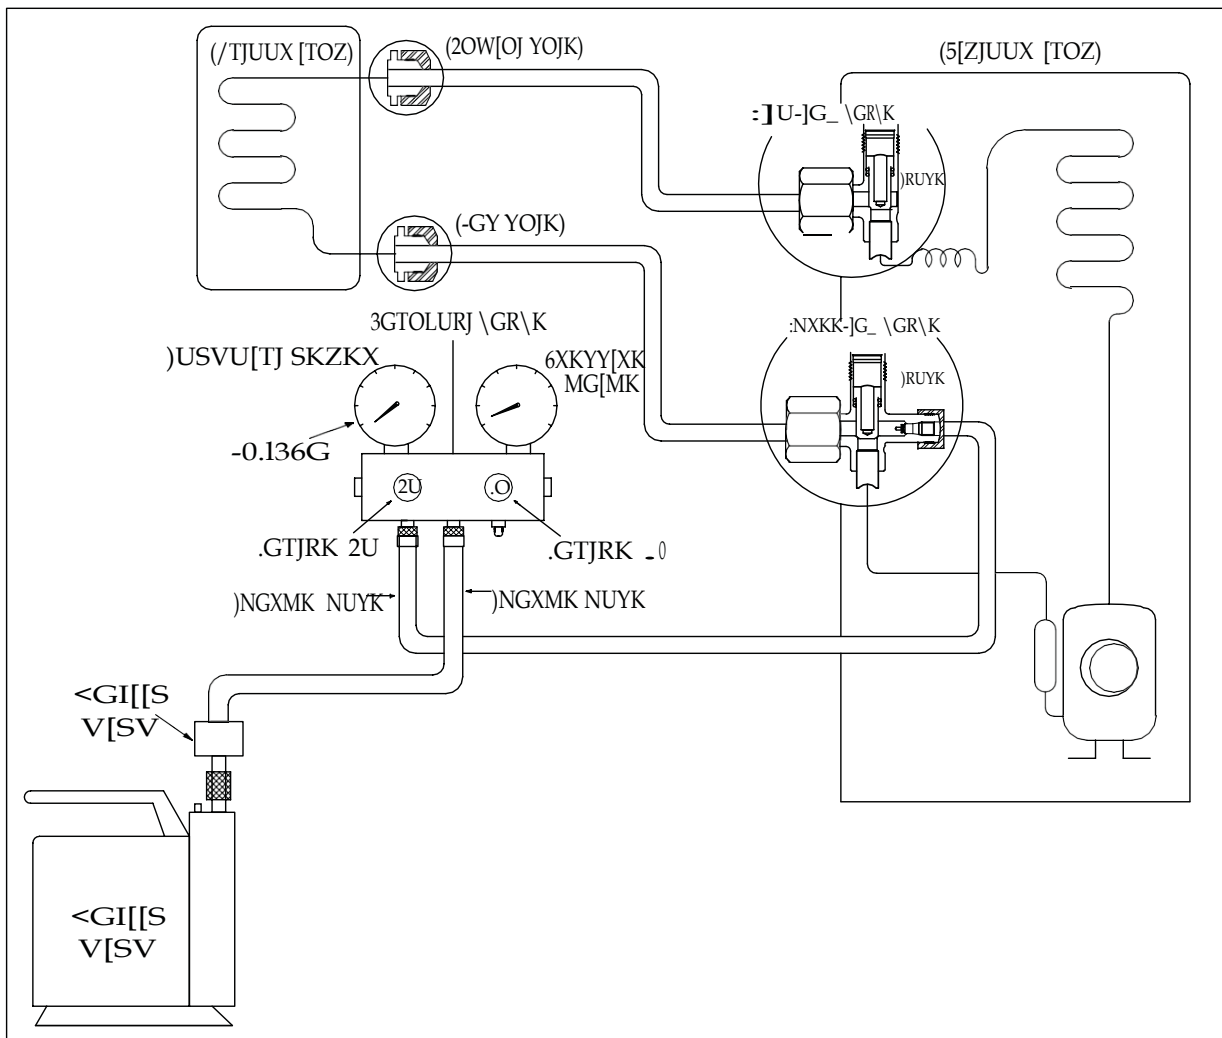 (/TJUUX [TOZ)
(2OW[OJ YOJK)
(5[ZJUUX [TOZ)
:]U-]G_ \GR\K
)RUYK
(-GY YOJK)
3GTOLURJ \GR\K
:NXKK-]G_ \GR\K
)USVU[TJ SKZKX
6XKYY[XK
MG[MK
)RUYK
-0.136G
2U
.O
.GTJRK 2U
.GTJRK .0
)NGXMK NUYK
)NGXMK NUYK
<GI[[S
V[SV
<GI[[S
V[SV